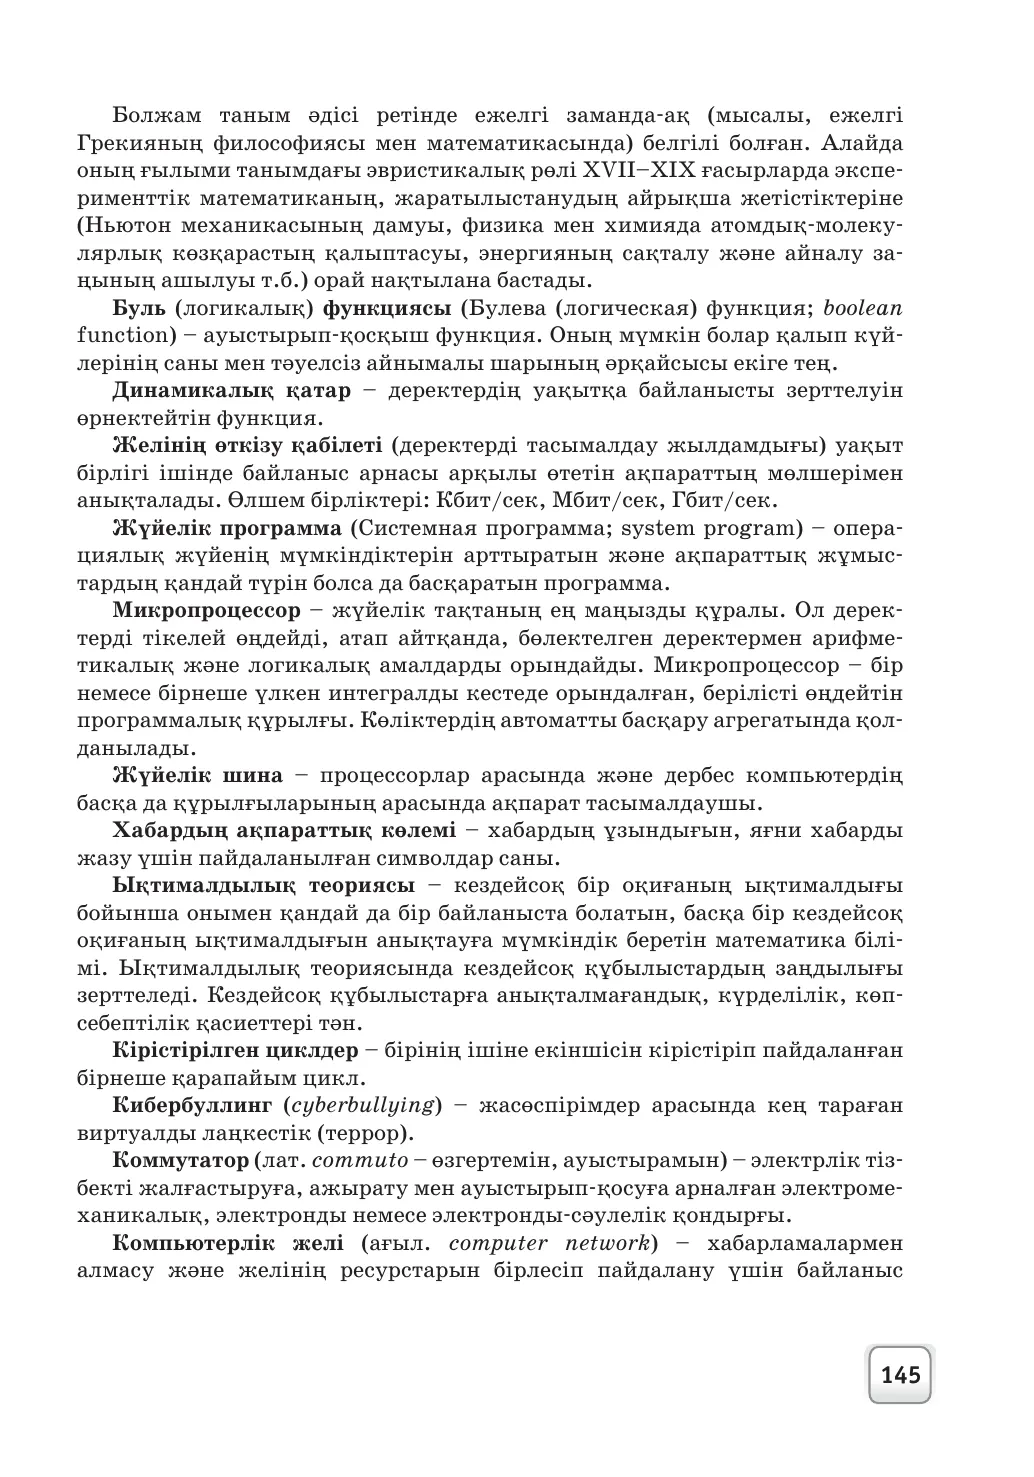 Болжам таным әдісі ретінде ежелгі заманда-ақ (мысалы, ежелгі
Грекияның философиясы мен математикасында) белгілі болған. Алайда
оның ғылыми танымдағы эвристикалық рөлі XVII–XIX ғасырларда экспе-
рименттік математиканың, жаратылыстанудың айрықша жетістіктеріне
(Ньютон механикасының дамуы, физика мен химияда атомдық-молеку-
лярлық көзқарастың қалыптасуы, энергияның сақталу және айналу за-
ңының ашылуы т.б.) орай нақтылана бастады.
Буль (логикалық) функциясы (Булева (логическая) функция; boolean
function) – ауыстырып-қосқыш функция. Оның мүмкін болар қалып күй-
лерінің саны мен тәуелсіз айнымалы шарының әрқайсысы екіге тең.
Динамикалық қатар – деректердің уақытқа байланысты зерттелуін
өрнектейтін функция.
Желінің өткізу қабілеті (деректерді тасымалдау жылдамдығы) уақыт
бірлігі ішінде байланыс арнасы арқылы өтетін ақпараттың мөлшерімен
анықталады. Өлшем бірліктері: Кбит/сек, Мбит/сек, Гбит/сек.
Жүйелік программа (Системная программа; system program) – опера-
циялық жүйенің мүмкіндіктерін арттыратын және ақпараттық жұмыс-
тардың қандай түрін болса да басқаратын программа.
Микропроцессор – жүйелік тақтаның ең маңызды құралы. Ол дерек-
терді тікелей өңдейді, атап айтқанда, бөлектелген деректермен арифме-
тикалық және логикалық амалдарды орындайды. Микропроцессор – бір
немесе бірнеше үлкен интегралды кестеде орындалған, берілісті өңдейтін
программалық құрылғы. Көліктердің автоматты басқару агрегатында қол-
данылады.
Жүйелік шина – процессорлар арасында және дербес компьютердің
басқа да құрылғыларының арасында ақпарат тасымалдаушы.
Хабардың ақпараттық көлемі – хабардың ұзындығын, яғни хабарды
жазу үшін пайдаланылған символдар саны.
Ықтималдылық теориясы – кездейсоқ бір оқиғаның ықтималдығы
бойынша онымен қандай да бір байланыста болатын, басқа бір кездейсоқ
оқиғаның ықтималдығын анықтауға мүмкіндік беретін математика білі-
мі. Ықтималдылық теориясында кездейсоқ құбылыстардың заңдылығы
зерттеледі. Кездейсоқ құбылыстарға анықталмағандық, күрделілік, көп-
себептілік қасиеттері тән.
Кірістірілген циклдер – бірінің ішіне екіншісін кірістіріп пайдаланған
бірнеше қарапайым цикл.
Кибербуллинг (cyberbullying) – жасөспірімдер арасында кең тараған
виртуалды лаңкестік (террор).
Коммутатор (лат. commuto – өзгертемін, ауыстырамын) – электрлік тіз-
бекті жалғастыруға, ажырату мен ауыстырып-қосуға арналған электроме-
ханикалық, электронды немесе электронды-сәулелік қондырғы.
Компьютерлік желі (ағыл. computer network) – хабарламалармен
алмасу және желінің ресурстарын бірлесіп пайдалану үшін байланыс
145